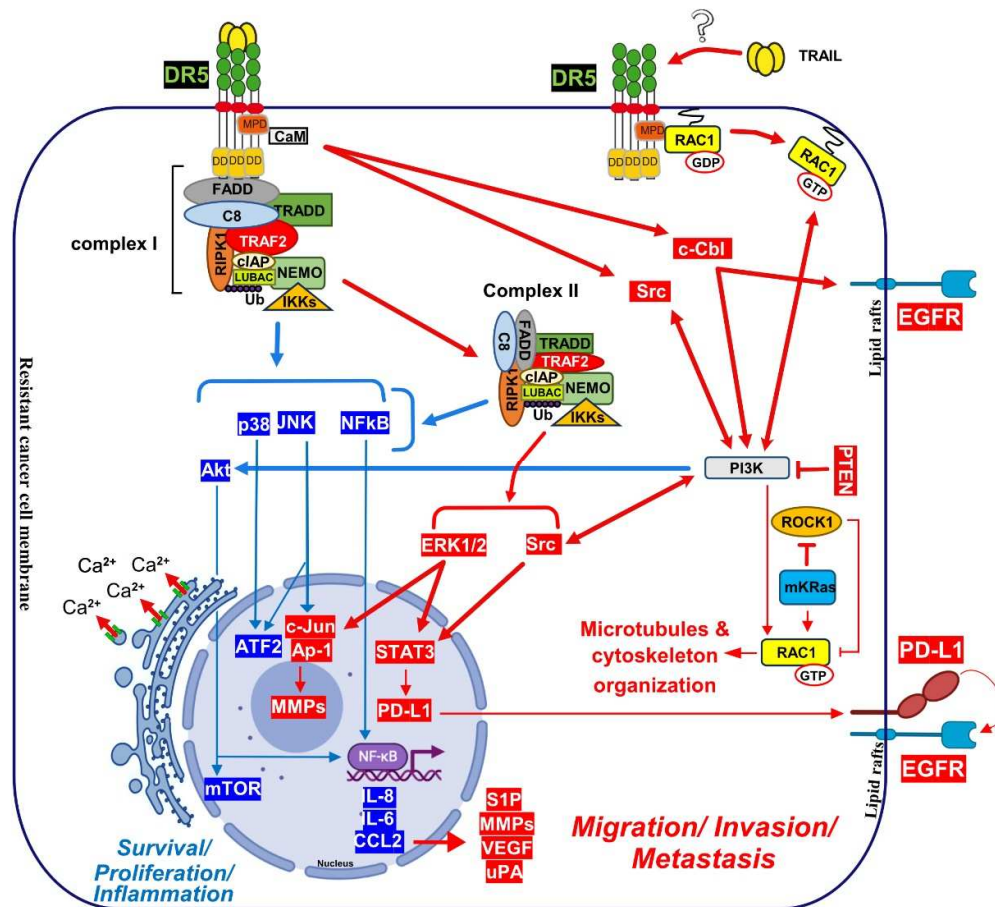 DR5
MPD
CaM
DD DD DD
FADD
C8
TRADD
RIPK1
TRAF2
cIAP
LUBAC
NEMO
Ub
IKKs
complex I
DR5
?
TRAIL
MPD
RAC1
GDP
DD DD DD
RAC1
GTP
c-Cbl
Src
EGFR
Lipid rafts
Complex II
C8
FADD
TRADD
TRAF2
RIPK1
cIAP
LUBAC
NEMO
Ub
IKKs
Resistant cancer cell membrane
p38
JNK
NFkB
Akt
PI3K
PTEN
ROCK1
mKRas
RAC1
GTP
Microtubules &
cytoskeleton
organization
ERK1/2
Src
Ca²⁺
Ca²⁺
Ca²⁺
Ca²⁺
ATF2
c-Jun
Ap-1
MMPs
STAT3
PD-L1
PD-L1
EGFR
Lipid rafts
mTOR
NF-κB
IL-8
IL-6
CCL2
S1P
MMPs
VEGF
uPA
Nucleus
Survival/
Proliferation/
Inflammation
Migration/ Invasion/
Metastasis